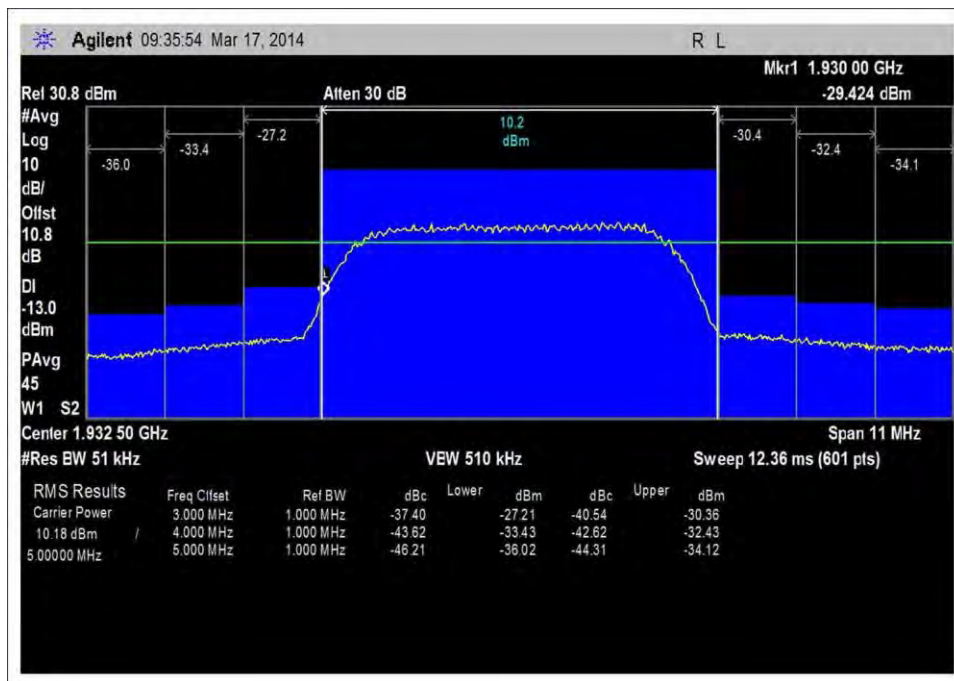 Agilent 09:35:54 Mar 17, 2014 R L
Mkr1 1.930 00 GHz
Ref 30.8 dBm Atten 30 dB -29.424 dBm
#Avg
Log
10
dB/
Offst
10.8
dB
DI
-13.0
dBm
PAvg
45
W1 S2
-36.0 -33.4 -27.2 10.2 dBm -30.4 -32.4 -34.1
1
Center 1.932 50 GHz Span 11 MHz
#Res BW 51 kHz VBW 510 kHz Sweep 12.36 ms (601 pts)
RMS Results Freq Offset Ref BW dBc Lower dBm dBc Upper dBm
Carrier Power 3.000 MHz 1.000 MHz -37.40 -27.21 -40.54 -30.36
10.18 dBm / 4.000 MHz 1.000 MHz -43.62 -33.43 -42.62 -32.43
5.00000 MHz 5.000 MHz 1.000 MHz -46.21 -36.02 -44.31 -34.12